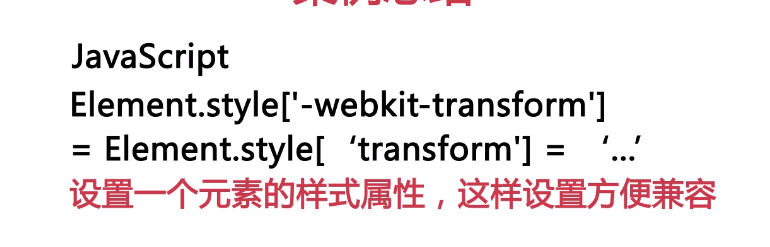 JavaScript
Element.style['-webkit-transform']
= Element.style[ ‘transform'] = ‘...’
设置一个元素的样式属性，这样设置方便兼容